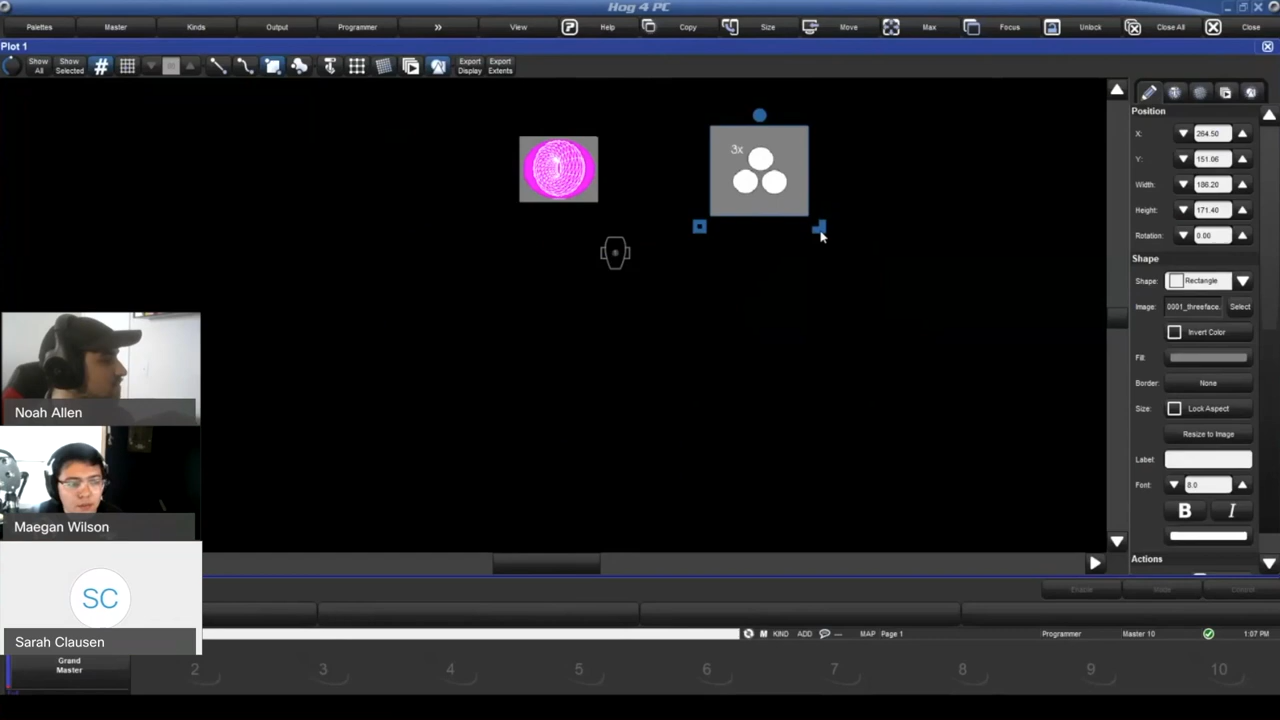 Hog 4 PC
Palettes Master Kinds Output Programmer » View ? Help Copy Size Move Max Focus Unlock Close All Close
Plot 1
Show All Show Selected # Export Display Export Extents
Position
X: 264.50
Y: 151.06
Width: 186.20
Height: 171.40
Rotation: 0.00
Shape
Shape: Rectangle
Image: 0001_threeface. Select
Invert Color
Fill:
Border: None
Size: Lock Aspect
Resize to Image
Label:
Font: 8.0
B I
Actions
3x
Noah Allen
Maegan Wilson
SC
Sarah Clausen
M KIND ADD MAP Page 1 Programmer Master 10 1:07 PM
Grand Master 2 3 4 5 6 7 8 9 10